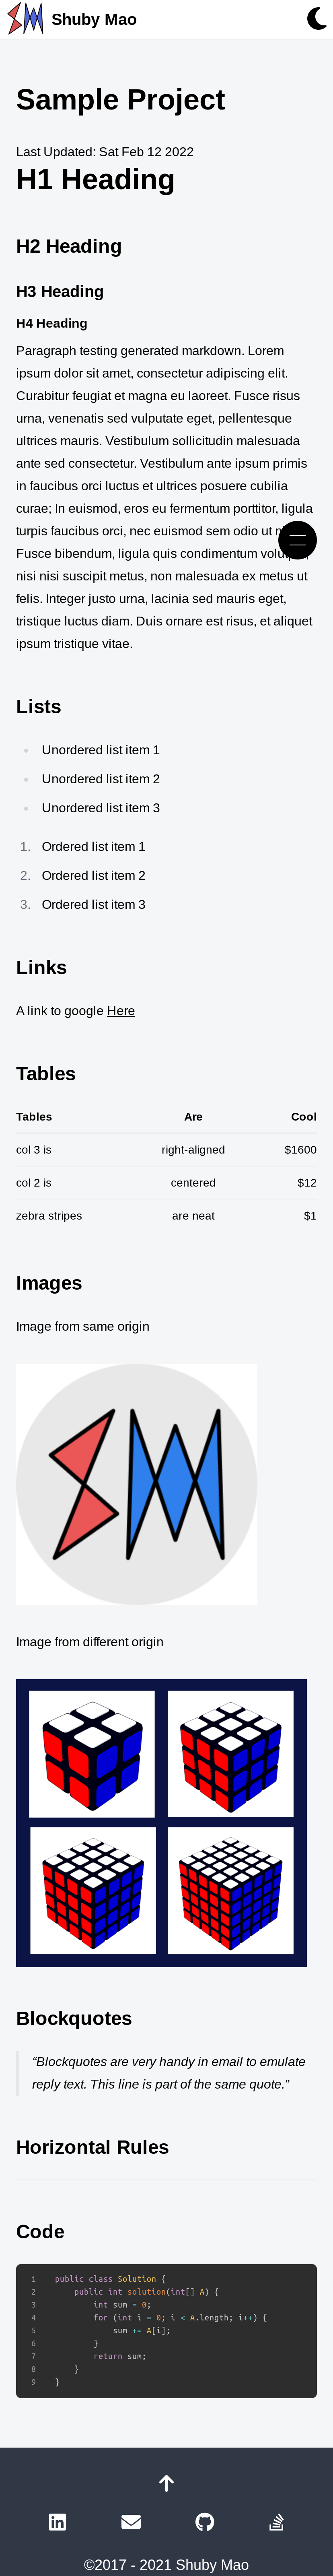 Shuby Mao
Sample Project
Last Updated: Sat Feb 12 2022
H1 Heading
H2 Heading
H3 Heading
H4 Heading
Paragraph testing generated markdown. Lorem
ipsum dolor sit amet, consectetur adipiscing elit.
Curabitur feugiat et magna eu laoreet. Fusce risus
urna, venenatis sed vulputate eget, pellentesque
ultrices mauris. Vestibulum sollicitudin malesuada
ante sed consectetur. Vestibulum ante ipsum primis
in faucibus orci luctus et ultrices posuere cubilia
curae; In euismod, eros eu fermentum porttitor, ligula
turpis faucibus orci, nec euismod sem odio ut
Fusce bibendum, ligula quis condimentum
nisi nisi suscipit metus, non malesuada ex metus ut
felis. Integer justo urna, lacinia sed mauris eget,
tristique luctus diam. Duis ornare est risus, et aliquet
ipsum tristique vitae.
Lists
Unordered list item 1
Unordered list item 2
Unordered list item 3
1. Ordered list item 1
2. Ordered list item 2
3. Ordered list item 3
Links
A link to google Here
Tables
Tables Are Cool
col 3 is right-aligned $1600
col 2 is centered $12
zebra stripes are neat $1
Images
Image from same origin
SM
Image from different origin
Blockquotes
“Blockquotes are very handy in email to emulate
reply text. This line is part of the same quote.”
Horizontal Rules
Code
1 public class Solution {
2 public int solution(int[] A) {
3 int sum = 0;
4 for (int i = 0; i < A.length; i++) {
5 sum += A[i];
6 }
7 return sum;
8 }
9 }
©2017 - 2021 Shuby Mao